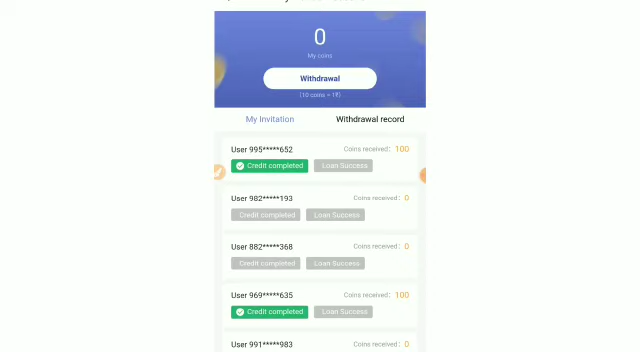 0
My coins
Withdrawal
(10 coins = 1₹)
My Invitation Withdrawal record
User 995*****652 Coins received: 100
Credit completed Loan Success
User 982*****193 Coins received: 0
Credit completed Loan Success
User 882*****368 Coins received: 0
Credit completed Loan Success
User 969*****635 Coins received: 100
Credit completed Loan Success
User 991*****983 Coins received: 0